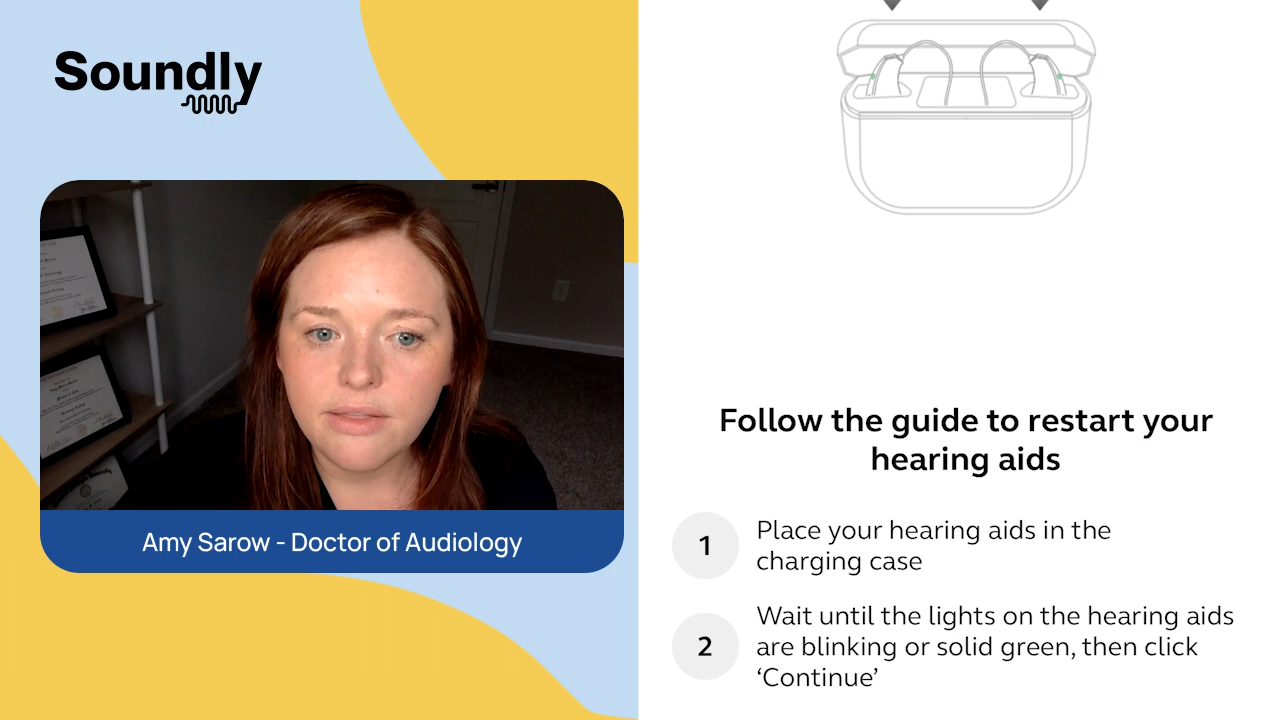 Soundly
Amy Sarow - Doctor of Audiology
Follow the guide to restart your
hearing aids
1
Place your hearing aids in the
charging case
2
Wait until the lights on the hearing aids
are blinking or solid green, then click
‘Continue’